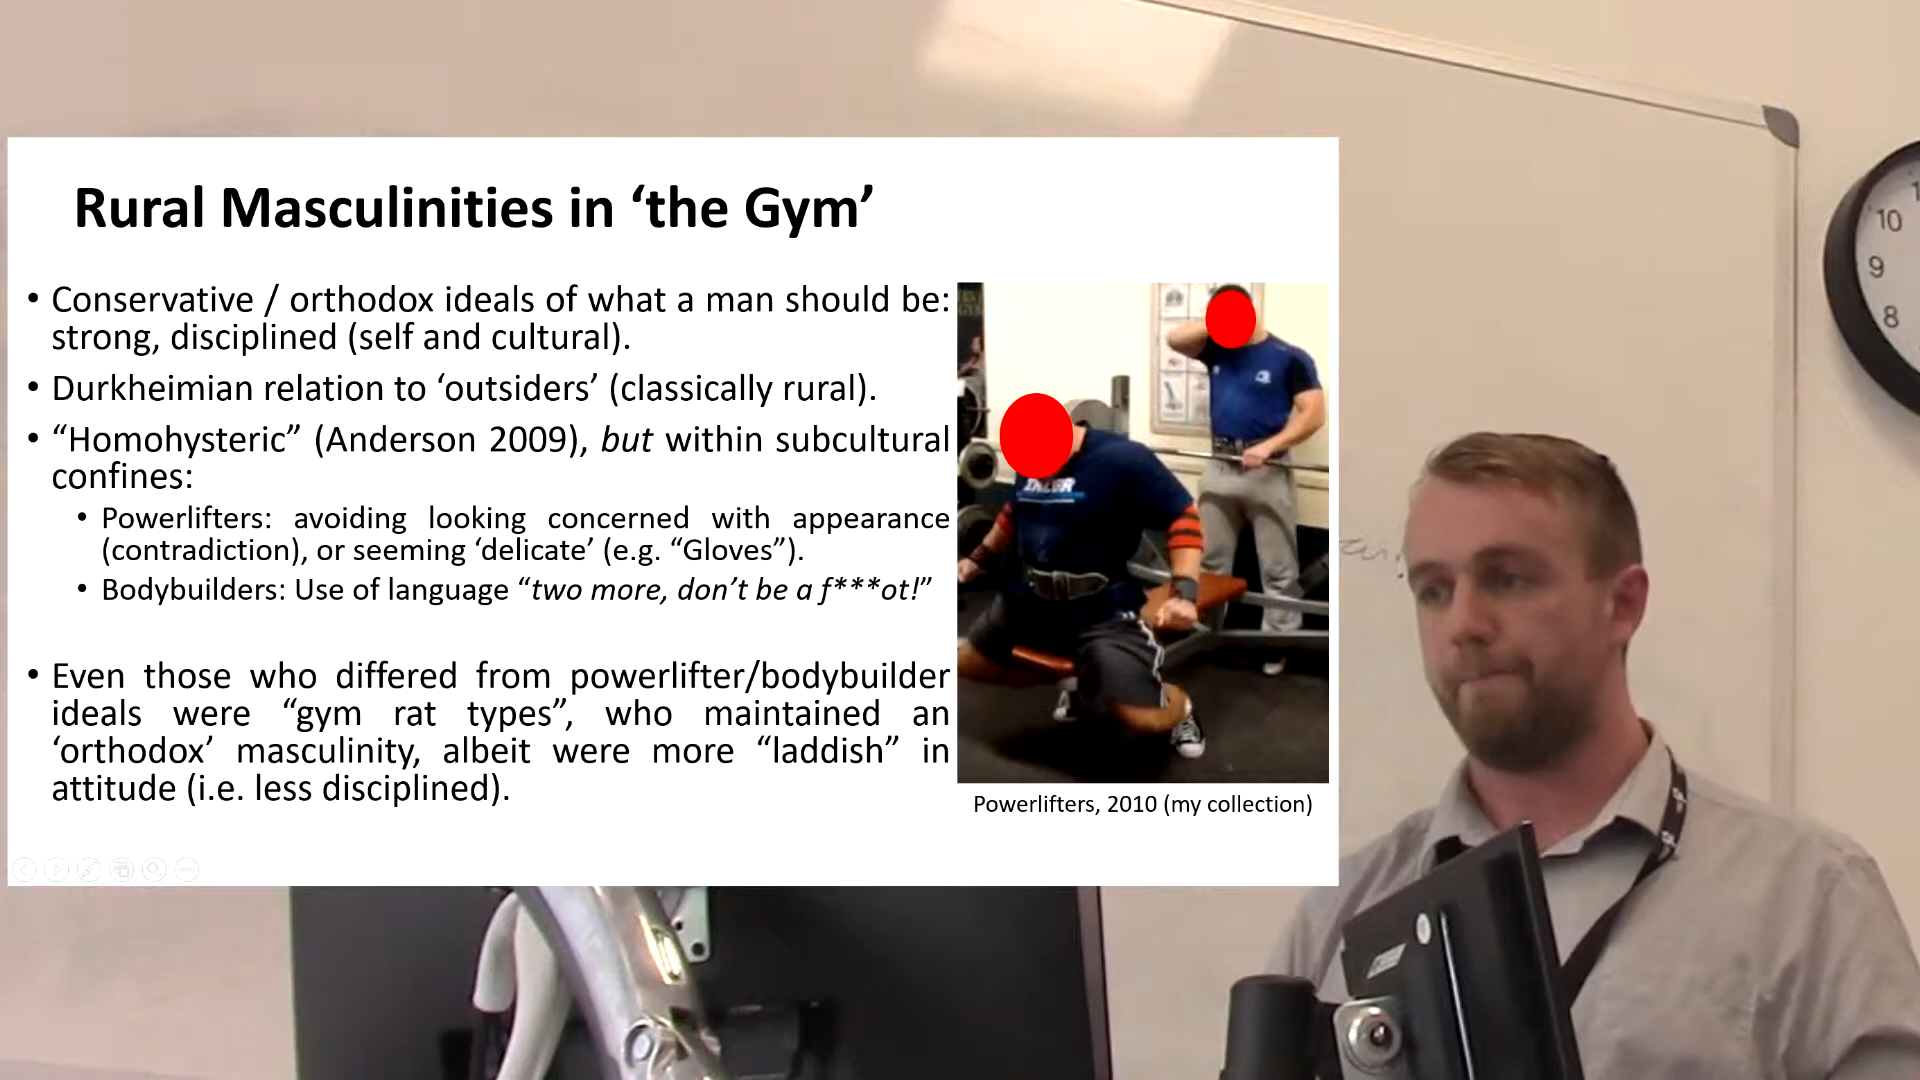 Rural Masculinities in ‘the Gym’
• Conservative / orthodox ideals of what a man should be:
strong, disciplined (self and cultural).
• Durkheimian relation to ‘outsiders’ (classically rural).
• “Homohysteric” (Anderson 2009), but within subcultural
confines:
• Powerlifters: avoiding looking concerned with appearance
(contradiction), or seeming ‘delicate’ (e.g. “Gloves”).
• Bodybuilders: Use of language “two more, don’t be a f***ot!”
• Even those who differed from powerlifter/bodybuilder
ideals were “gym rat types”, who maintained an
‘orthodox’ masculinity, albeit were more “laddish” in
attitude (i.e. less disciplined).
Powerlifters, 2010 (my collection)
10
9
8